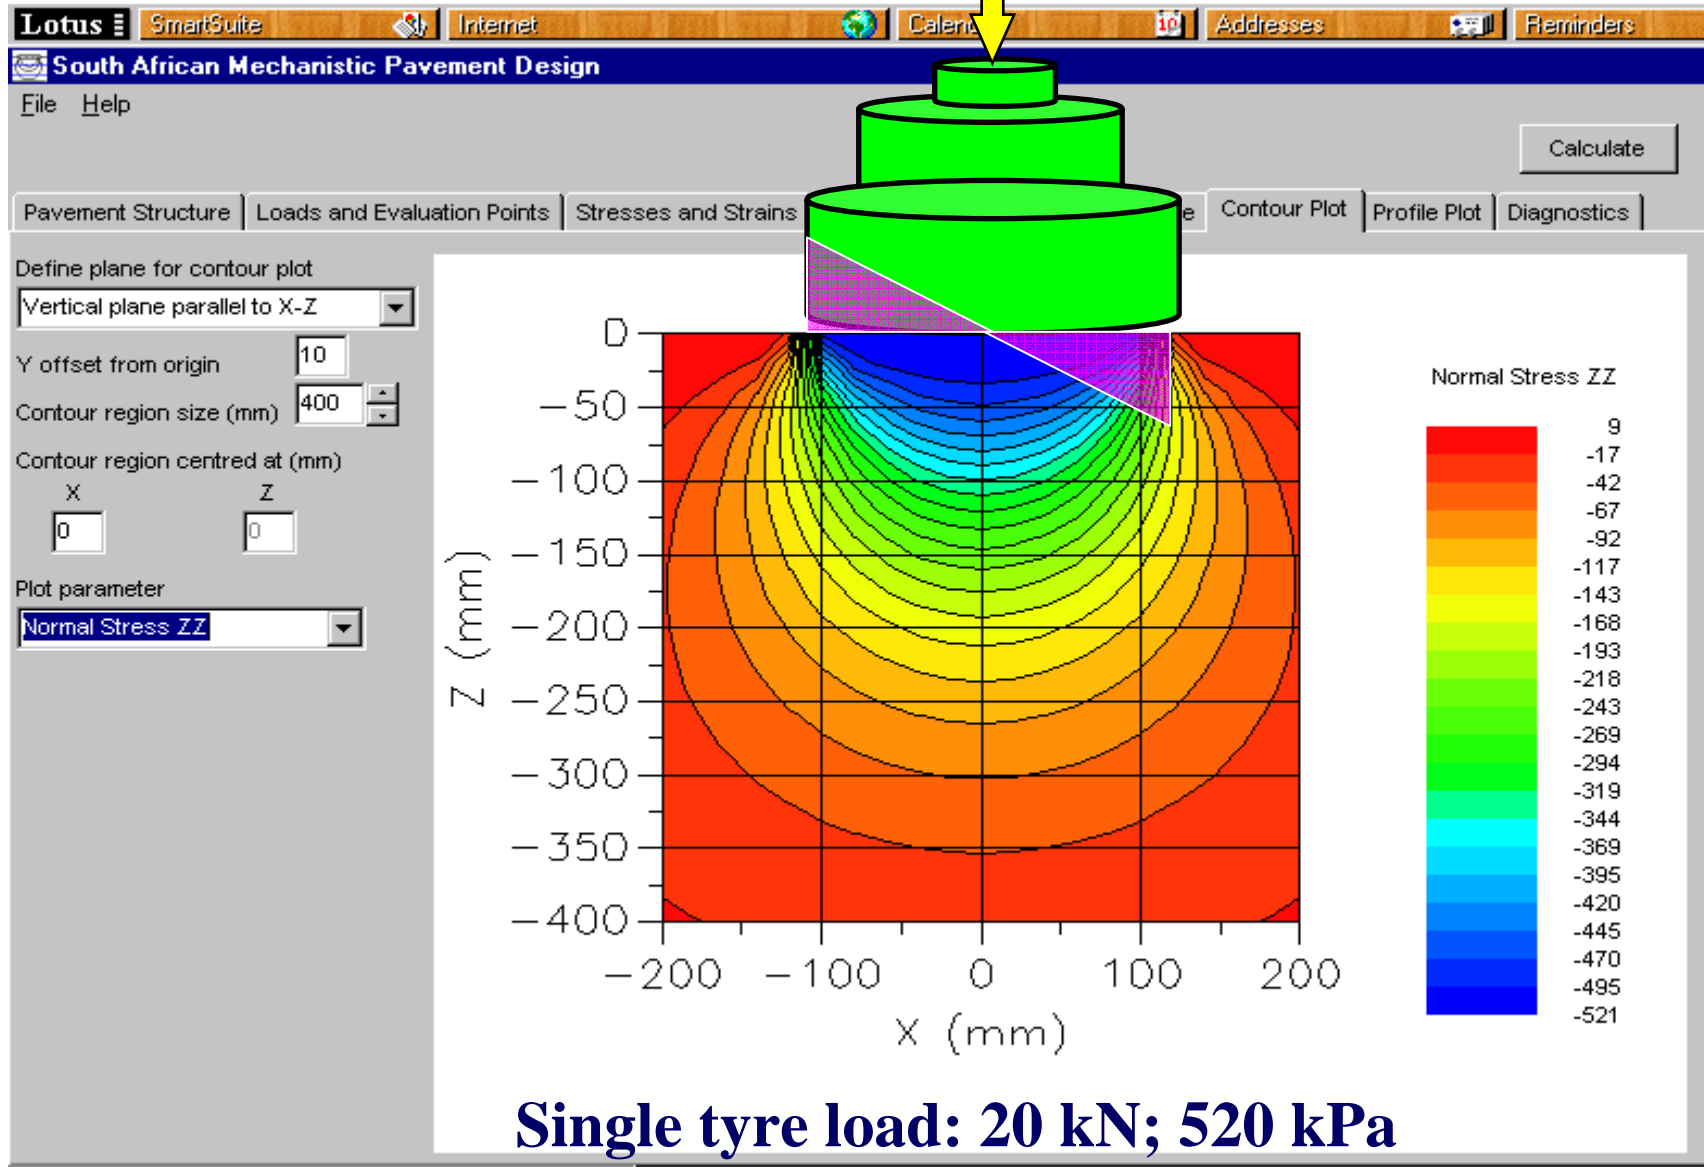 Lotus SmartSuite Internet Addresses Reminders
South African Mechanistic Pavement Design
File Help
Calculate
Pavement Structure Loads and Evaluation Points Stresses and Strains Contour Plot Profile Plot Diagnostics
Define plane for contour plot
Vertical plane parallel to X-Z
Y offset from origin 10
Contour region size (mm) 400
Contour region centred at (mm)
X Z
0 0
Plot parameter
Normal Stress ZZ
Z (mm)
0
-50
-100
-150
-200
-250
-300
-350
-400
-200 -100 0 100 200
X (mm)
Normal Stress ZZ
9
-17
-42
-67
-92
-117
-143
-168
-193
-218
-243
-269
-294
-319
-344
-369
-395
-420
-445
-470
-495
-521
Single tyre load: 20 kN; 520 kPa